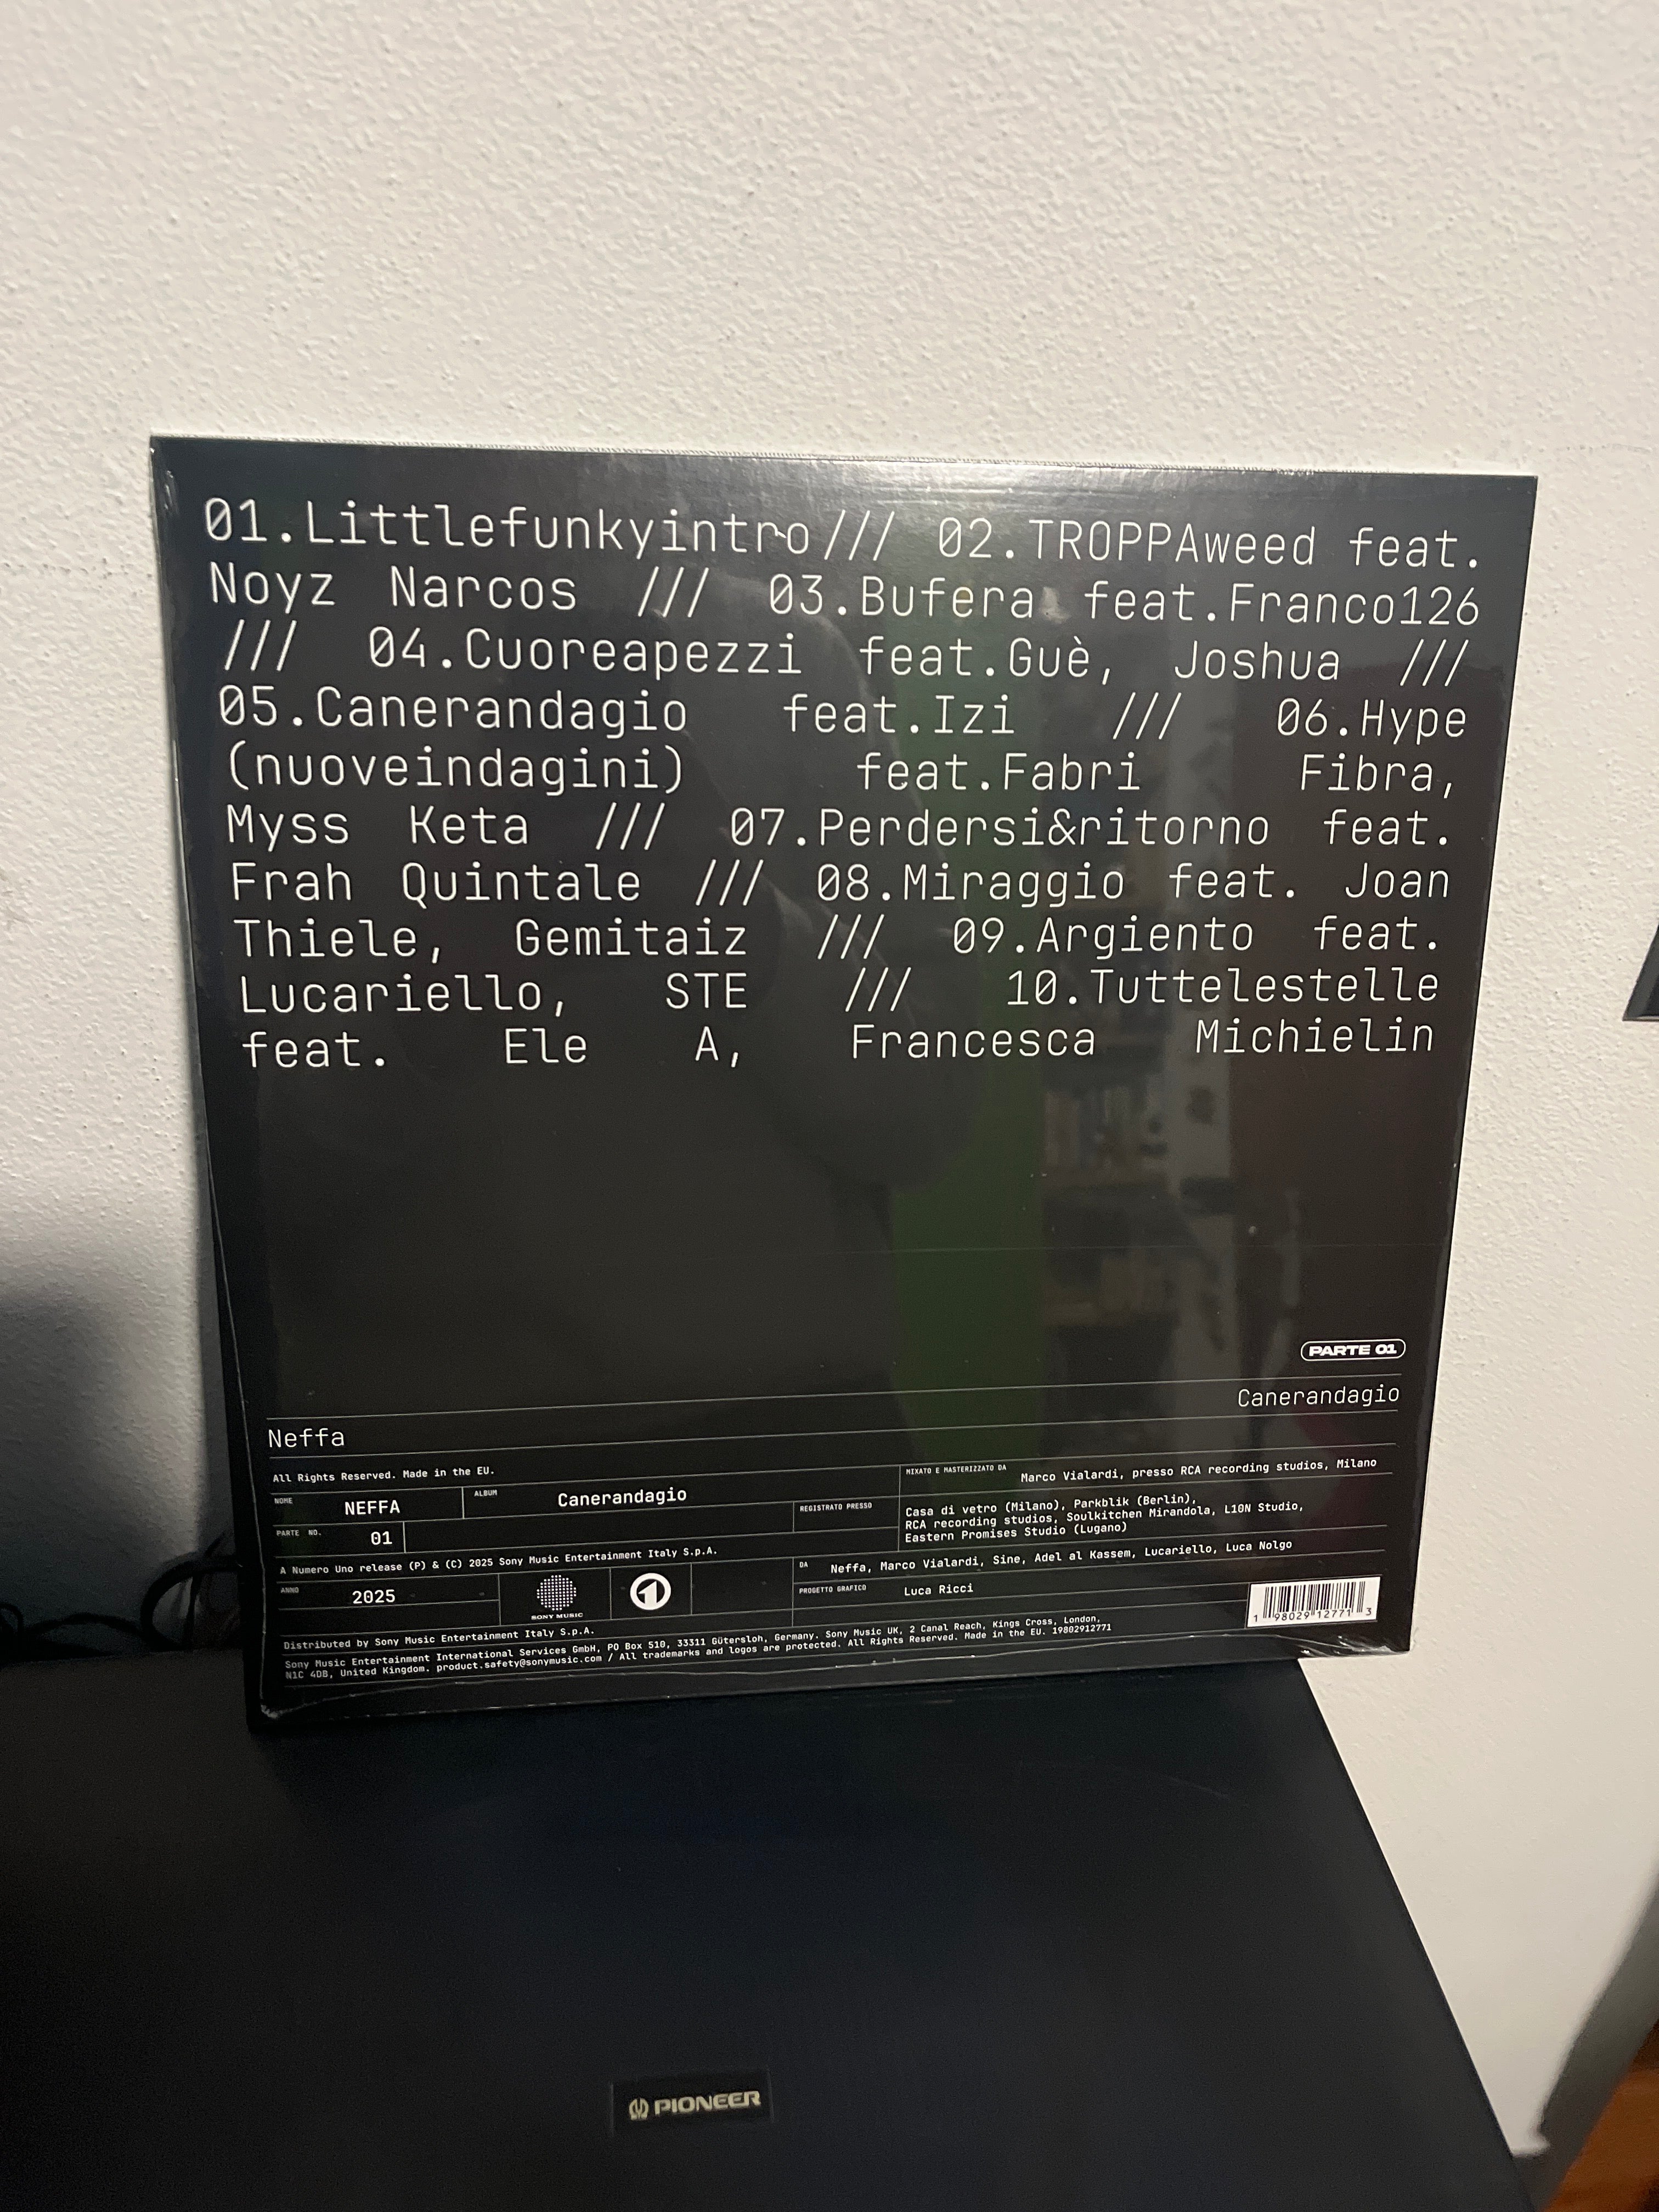 01.Littlefunkyintro/// 02.TROPPAweed feat.
Noyz Narcos /// 03.Bufera feat.Franco126
/// 04.Cuoreapezzi feat.Guè, Joshua ///
05.Canerandagio feat.Izi /// 06.Hype
(nuoveindagini) feat.Fabri Fibra,
Myss Keta /// 07.Perdersi&ritorno feat.
Frah Quintale /// 08.Miraggio feat. Joan
Thiele, Gemitaiz /// 09.Argiento feat.
Lucariello, STE /// 10.Tuttelestelle
feat. Ele A, Francesca Michielin
PARTE 01
Canerandagio
Neffa
All Rights Reserved. Made in the EU.
NOME NEFFA ALBUM Canerandagio
PARTE NO. 01
MIXATO E MASTERIZZATO DA Marco Vialardi, presso RCA recording studios, Milano
REGISTRATO PRESSO Casa di vetro (Milano), Parkblik (Berlin),
RCA recording studios, Soulkitchen Mirandola, L10N Studio,
Eastern Promises Studio (Lugano)
A Numero Uno release (P) & (C) 2025 Sony Music Entertainment Italy S.p.A.
DA Neffa, Marco Vialardi, Sine, Adel al Kassem, Lucariello, Luca Nolgo
ANNO 2025
SONY MUSIC
1
PROGETTO GRAFICO Luca Ricci
1 98029 12771 3
Distributed by Sony Music Entertainment Italy S.p.A.
Sony Music Entertainment International Services GmbH, PO Box 510, 33311 Gütersloh, Germany. Sony Music UK, 2 Canal Reach, Kings Cross, London,
N1C 4DB, United Kingdom. product.safety@sonymusic.com / All trademarks and logos are protected. All Rights Reserved. Made in the EU. 19802912771
PIONEER